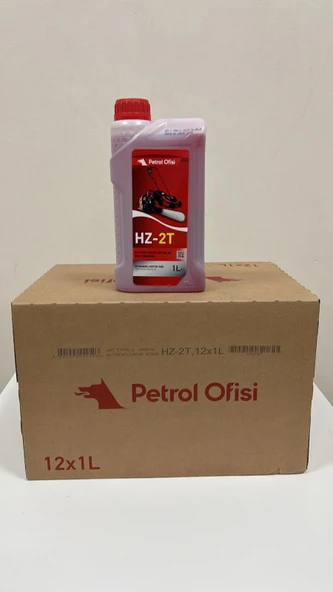 Petrol Ofisi
HZ-2T
1L
HZ-2T,12x1L
Petrol Ofisi
12x1L